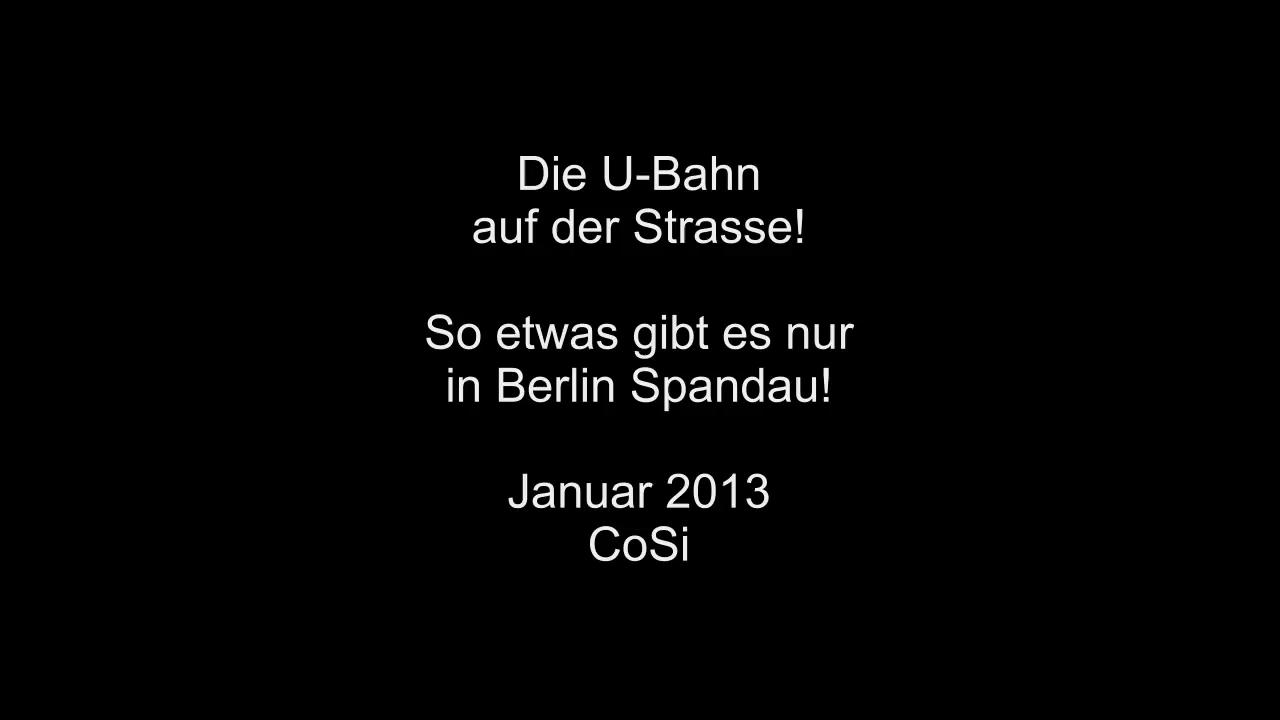 Die U-Bahn
auf der Strasse!
So etwas gibt es nur
in Berlin Spandau!
Januar 2013
CoSi